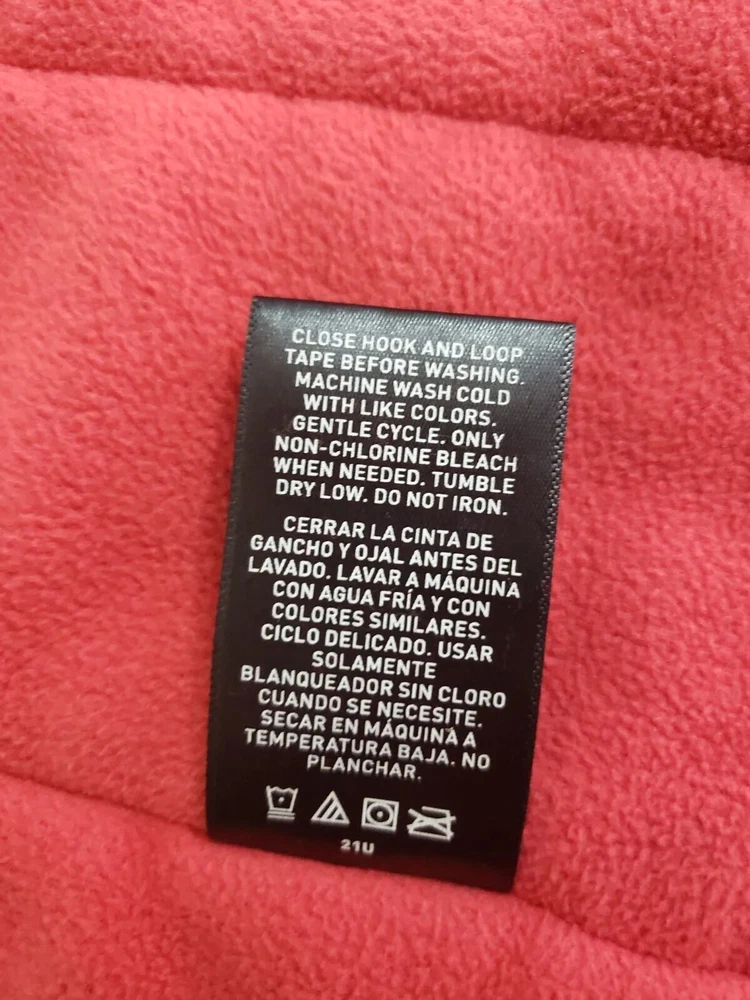 CLOSE HOOK AND LOOP
TAPE BEFORE WASHING.
MACHINE WASH COLD
WITH LIKE COLORS.
GENTLE CYCLE. ONLY
NON-CHLORINE BLEACH
WHEN NEEDED. TUMBLE
DRY LOW. DO NOT IRON.
CERRAR LA CINTA DE
GANCHO Y OJAL ANTES DEL
LAVADO. LAVAR A MÁQUINA
CON AGUA FRÍA Y CON
COLORES SIMILARES.
CICLO DELICADO. USAR
SOLAMENTE
BLANQUEADOR SIN CLORO
CUANDO SE NECESITE.
SECAR EN MÁQUINA A
TEMPERATURA BAJA. NO
PLANCHAR.
21U